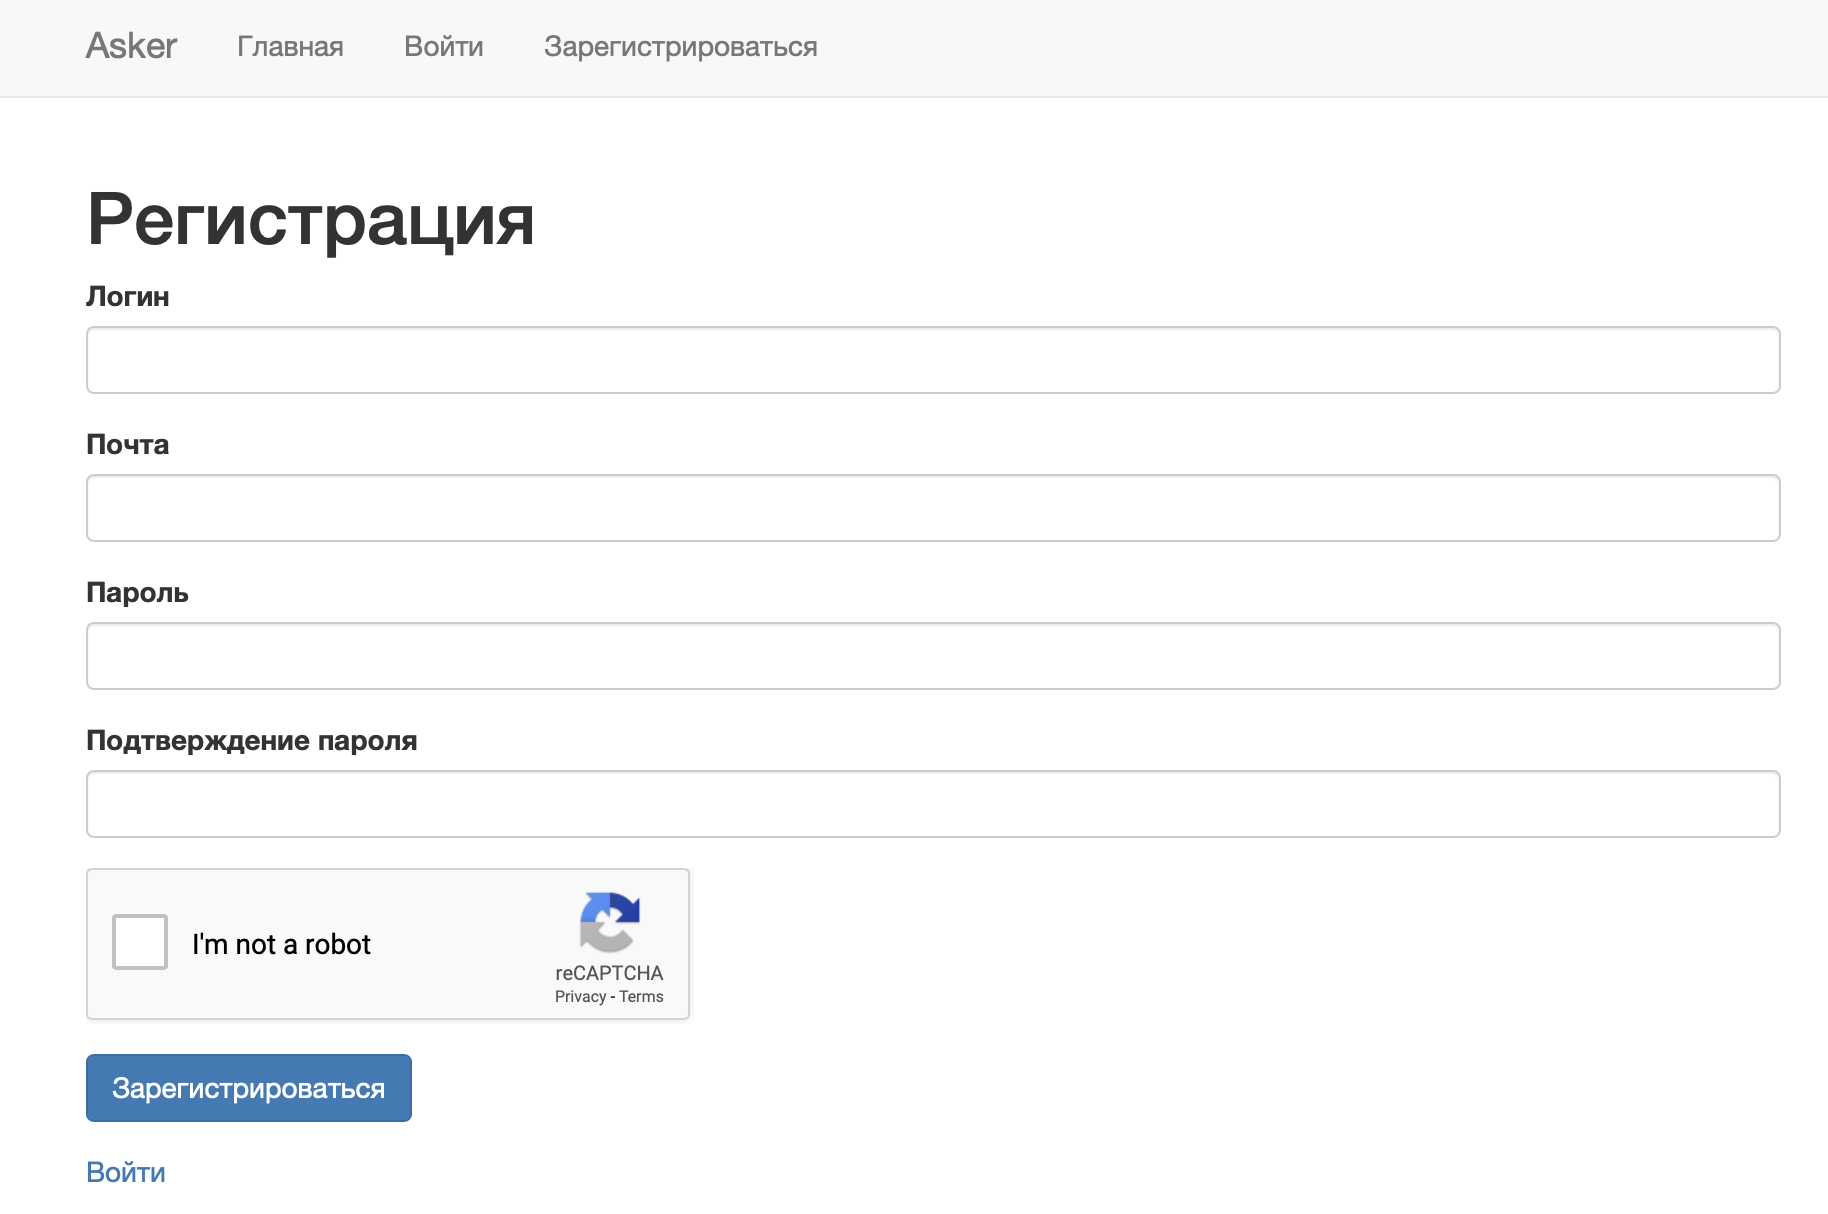 Asker Главная Войти Зарегистрироваться
Регистрация
Логин
Почта
Пароль
Подтверждение пароля
I'm not a robot
reCAPTCHA
Privacy - Terms
Зарегистрироваться
Войти